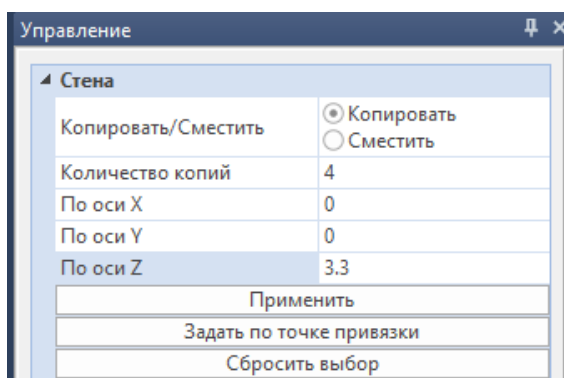 Управление
Стена
Копировать/Сместить
Копировать
Сместить
Количество копий 4
По оси X 0
По оси Y 0
По оси Z 3.3
Применить
Задать по точке привязки
Сбросить выбор